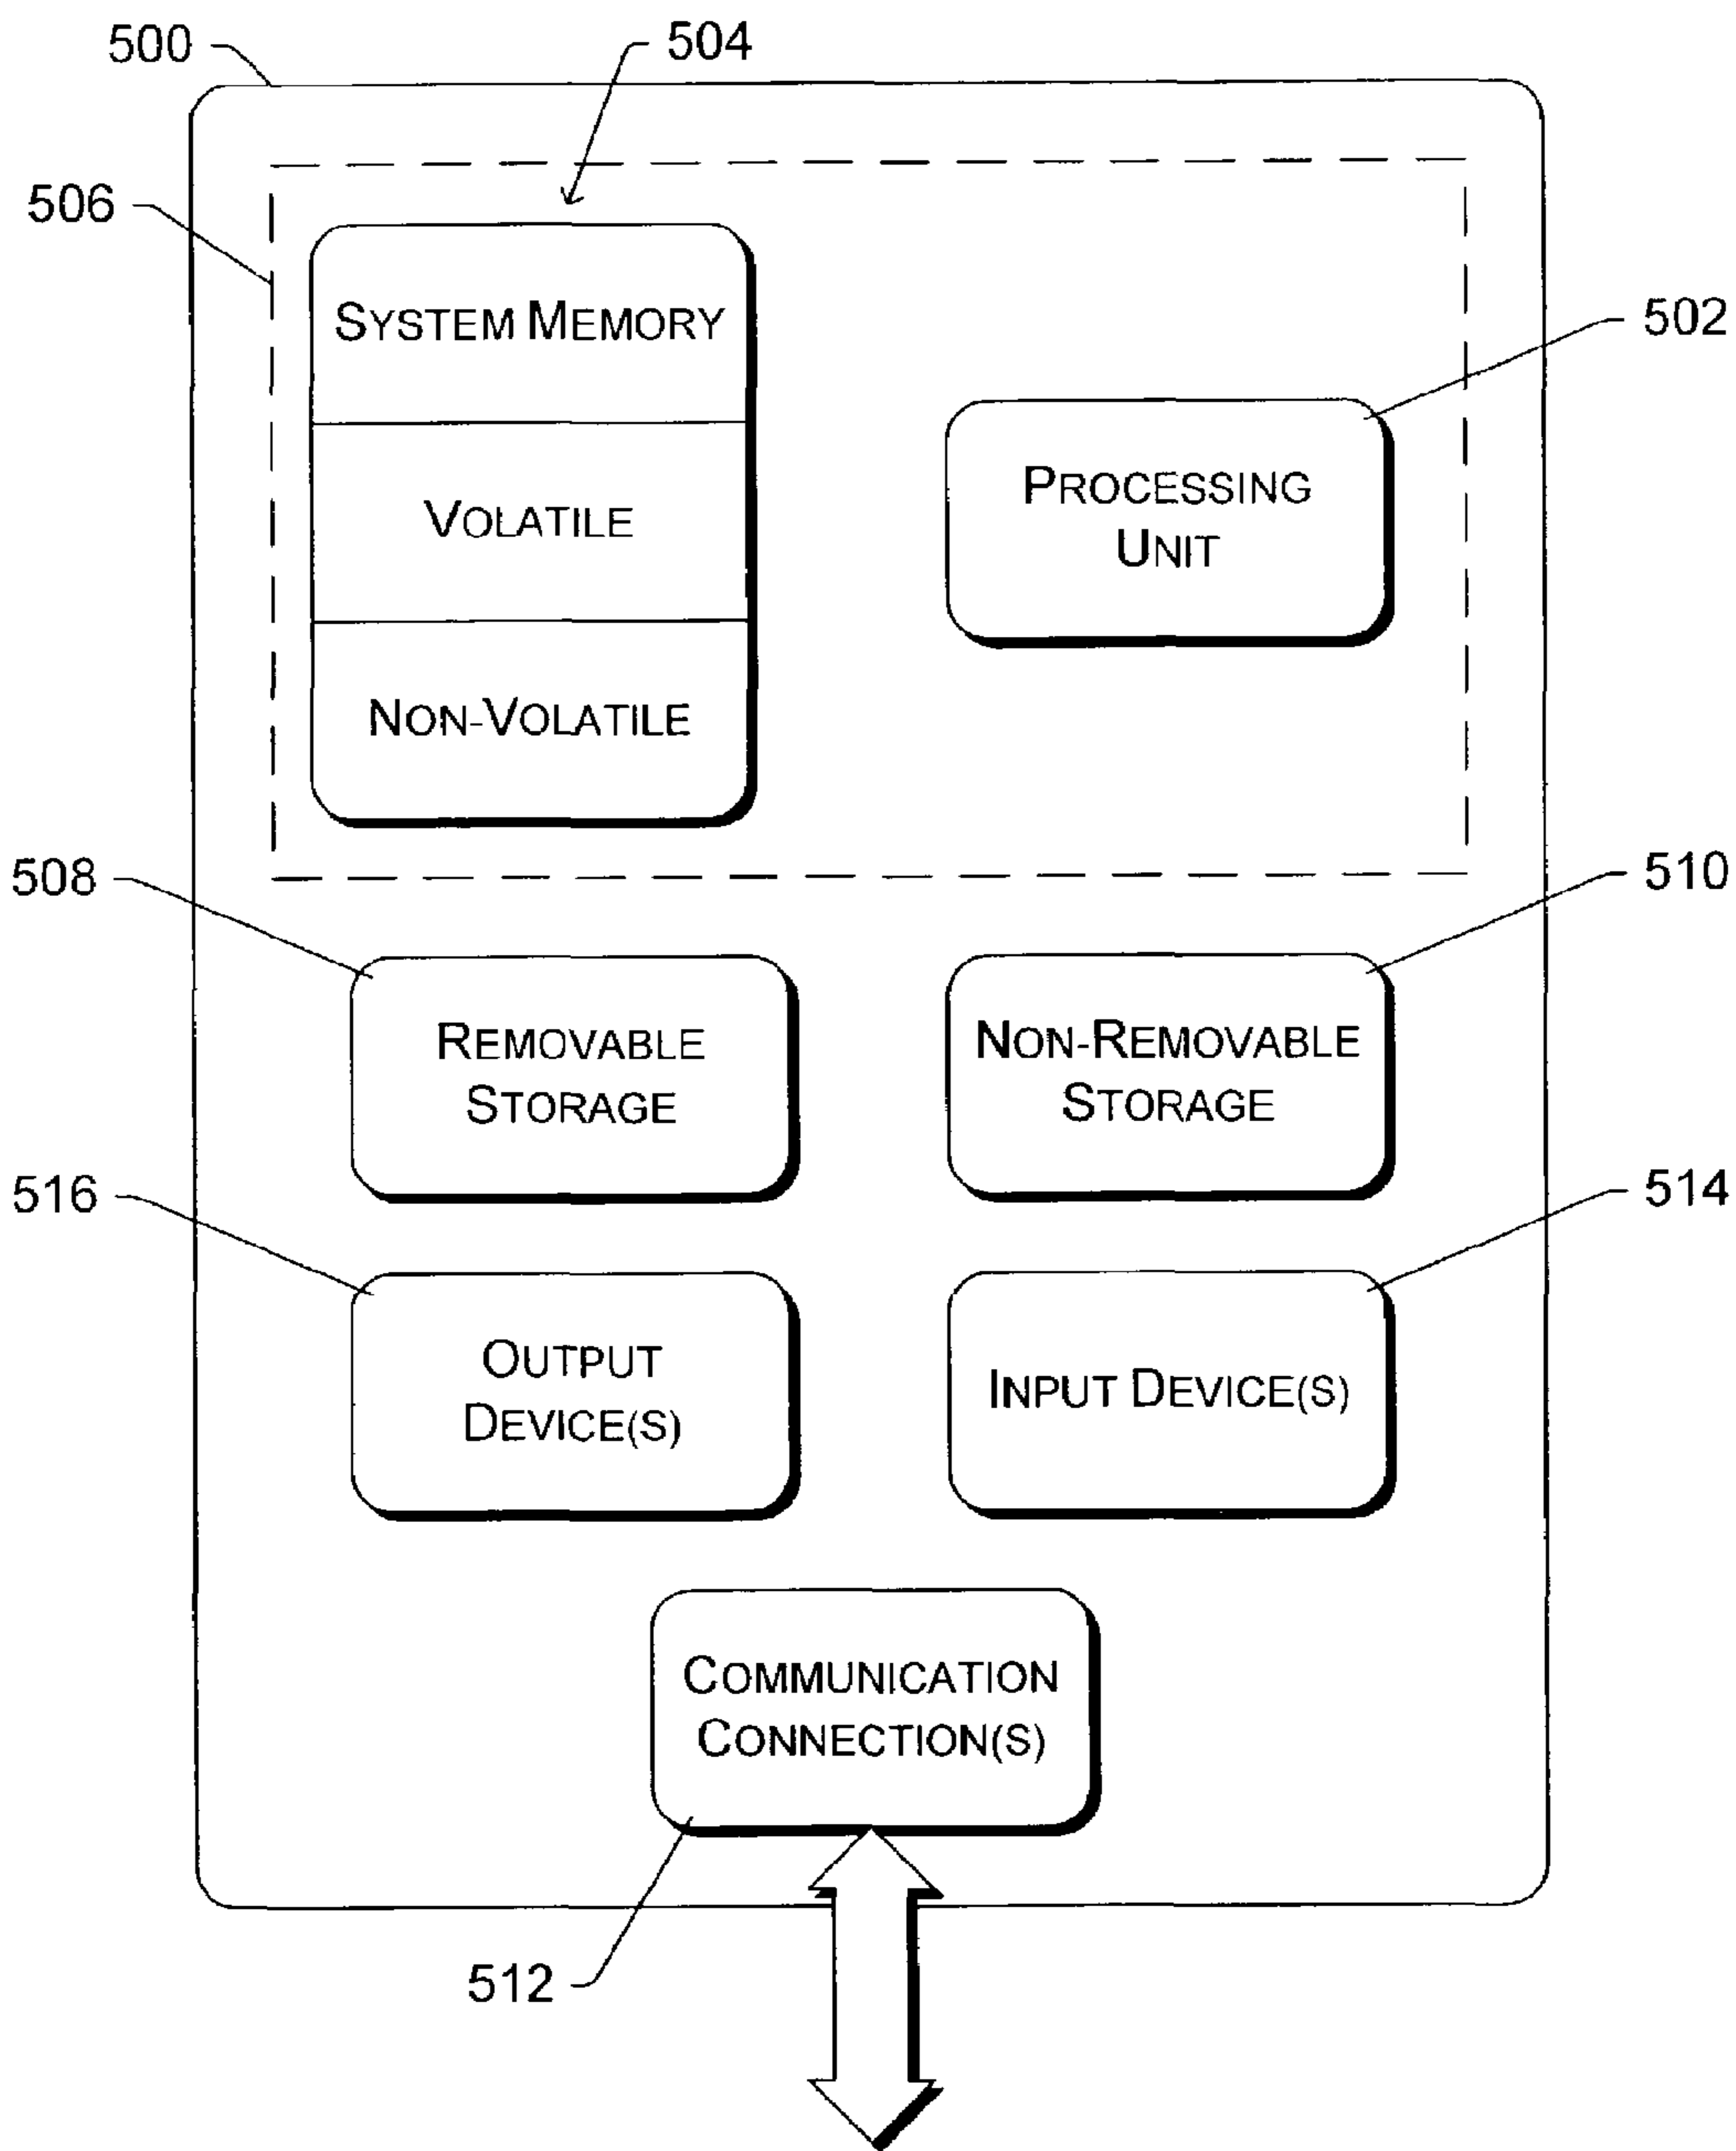 500
504
506
SYSTEM MEMORY
502
PROCESSING
UNIT
VOLATILE
NON-VOLATILE
508
510
REMOVABLE
STORAGE
NON-REMOVABLE
STORAGE
516
514
OUTPUT
DEVICE(S)
INPUT DEVICE(S)
COMMUNICATION
CONNECTION(S)
512